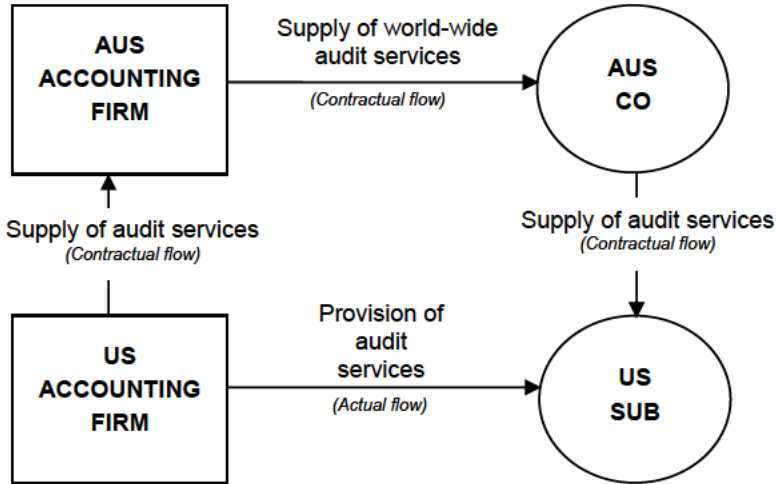 AUS
ACCOUNTING
FIRM
Supply of world-wide
audit services
(Contractual flow)
AUS
CO
Supply of audit services
(Contractual flow)
Supply of audit services
(Contractual flow)
US
ACCOUNTING
FIRM
Provision of
audit
services
(Actual flow)
US
SUB